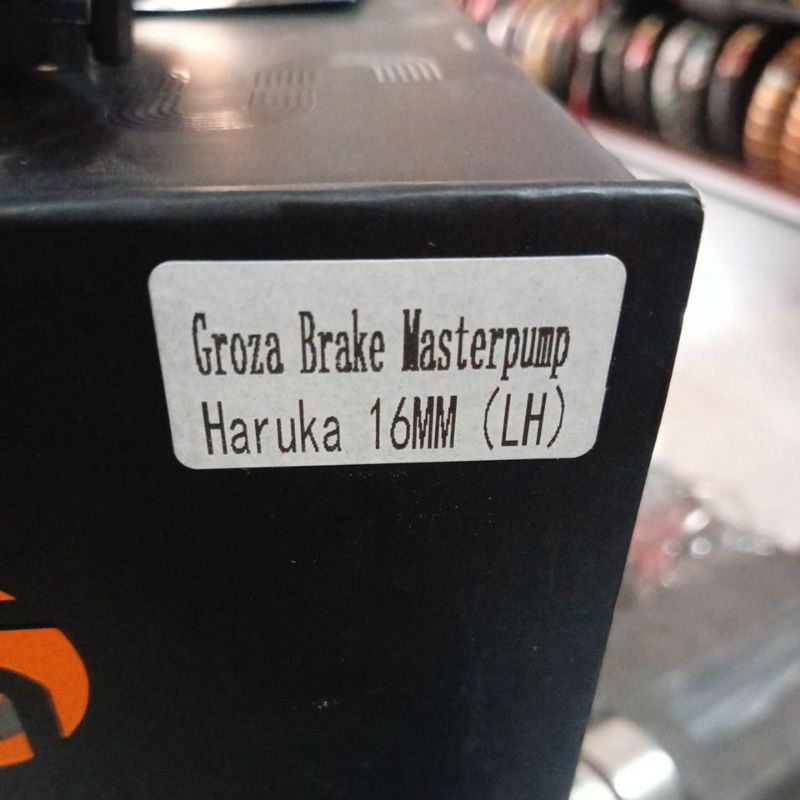 Groza Brake Masterpump
Haruka 16MM (LH)